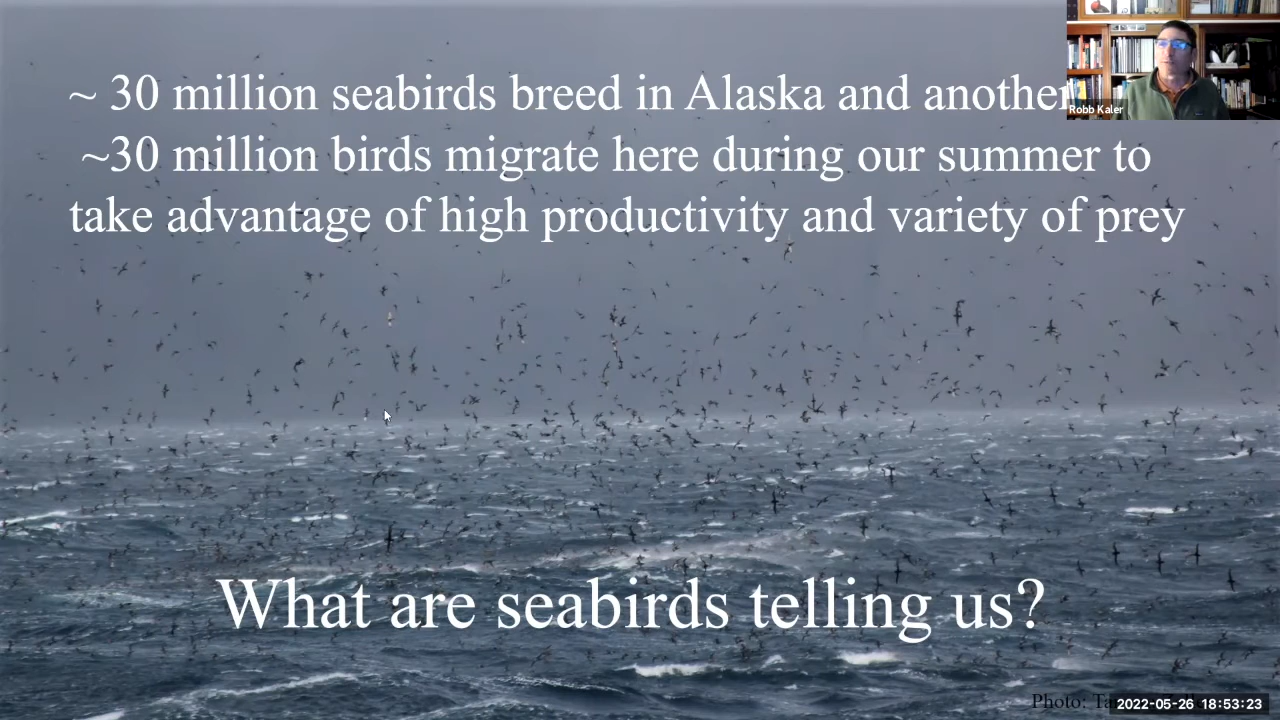 ~ 30 million seabirds breed in Alaska and another
~30 million birds migrate here during our summer to
take advantage of high productivity and variety of prey
Robb Kaler
What are seabirds telling us?
Photo:
2022-05-26 18:53:23